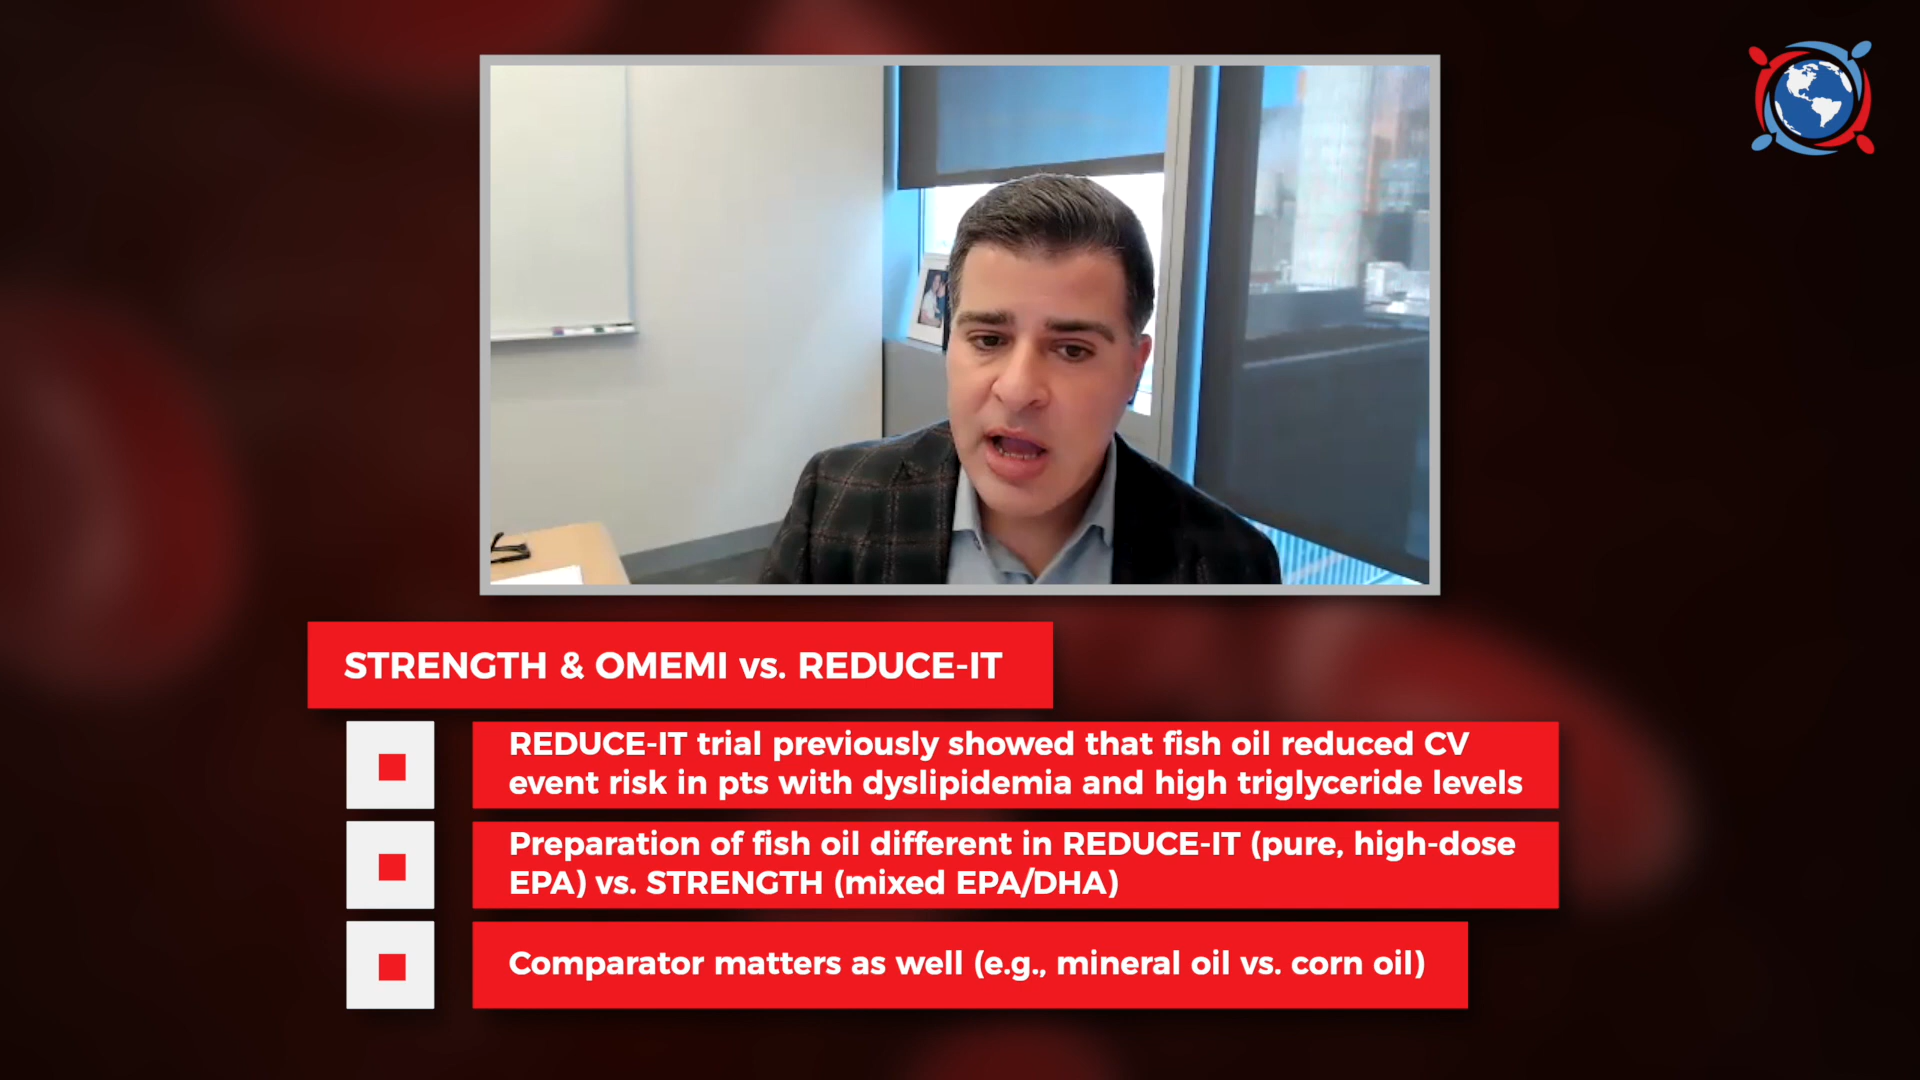 STRENGTH & OMEMI vs. REDUCE-IT
REDUCE-IT trial previously showed that fish oil reduced CV
event risk in pts with dyslipidemia and high triglyceride levels
Preparation of fish oil different in REDUCE-IT (pure, high-dose
EPA) vs. STRENGTH (mixed EPA/DHA)
Comparator matters as well (e.g., mineral oil vs. corn oil)